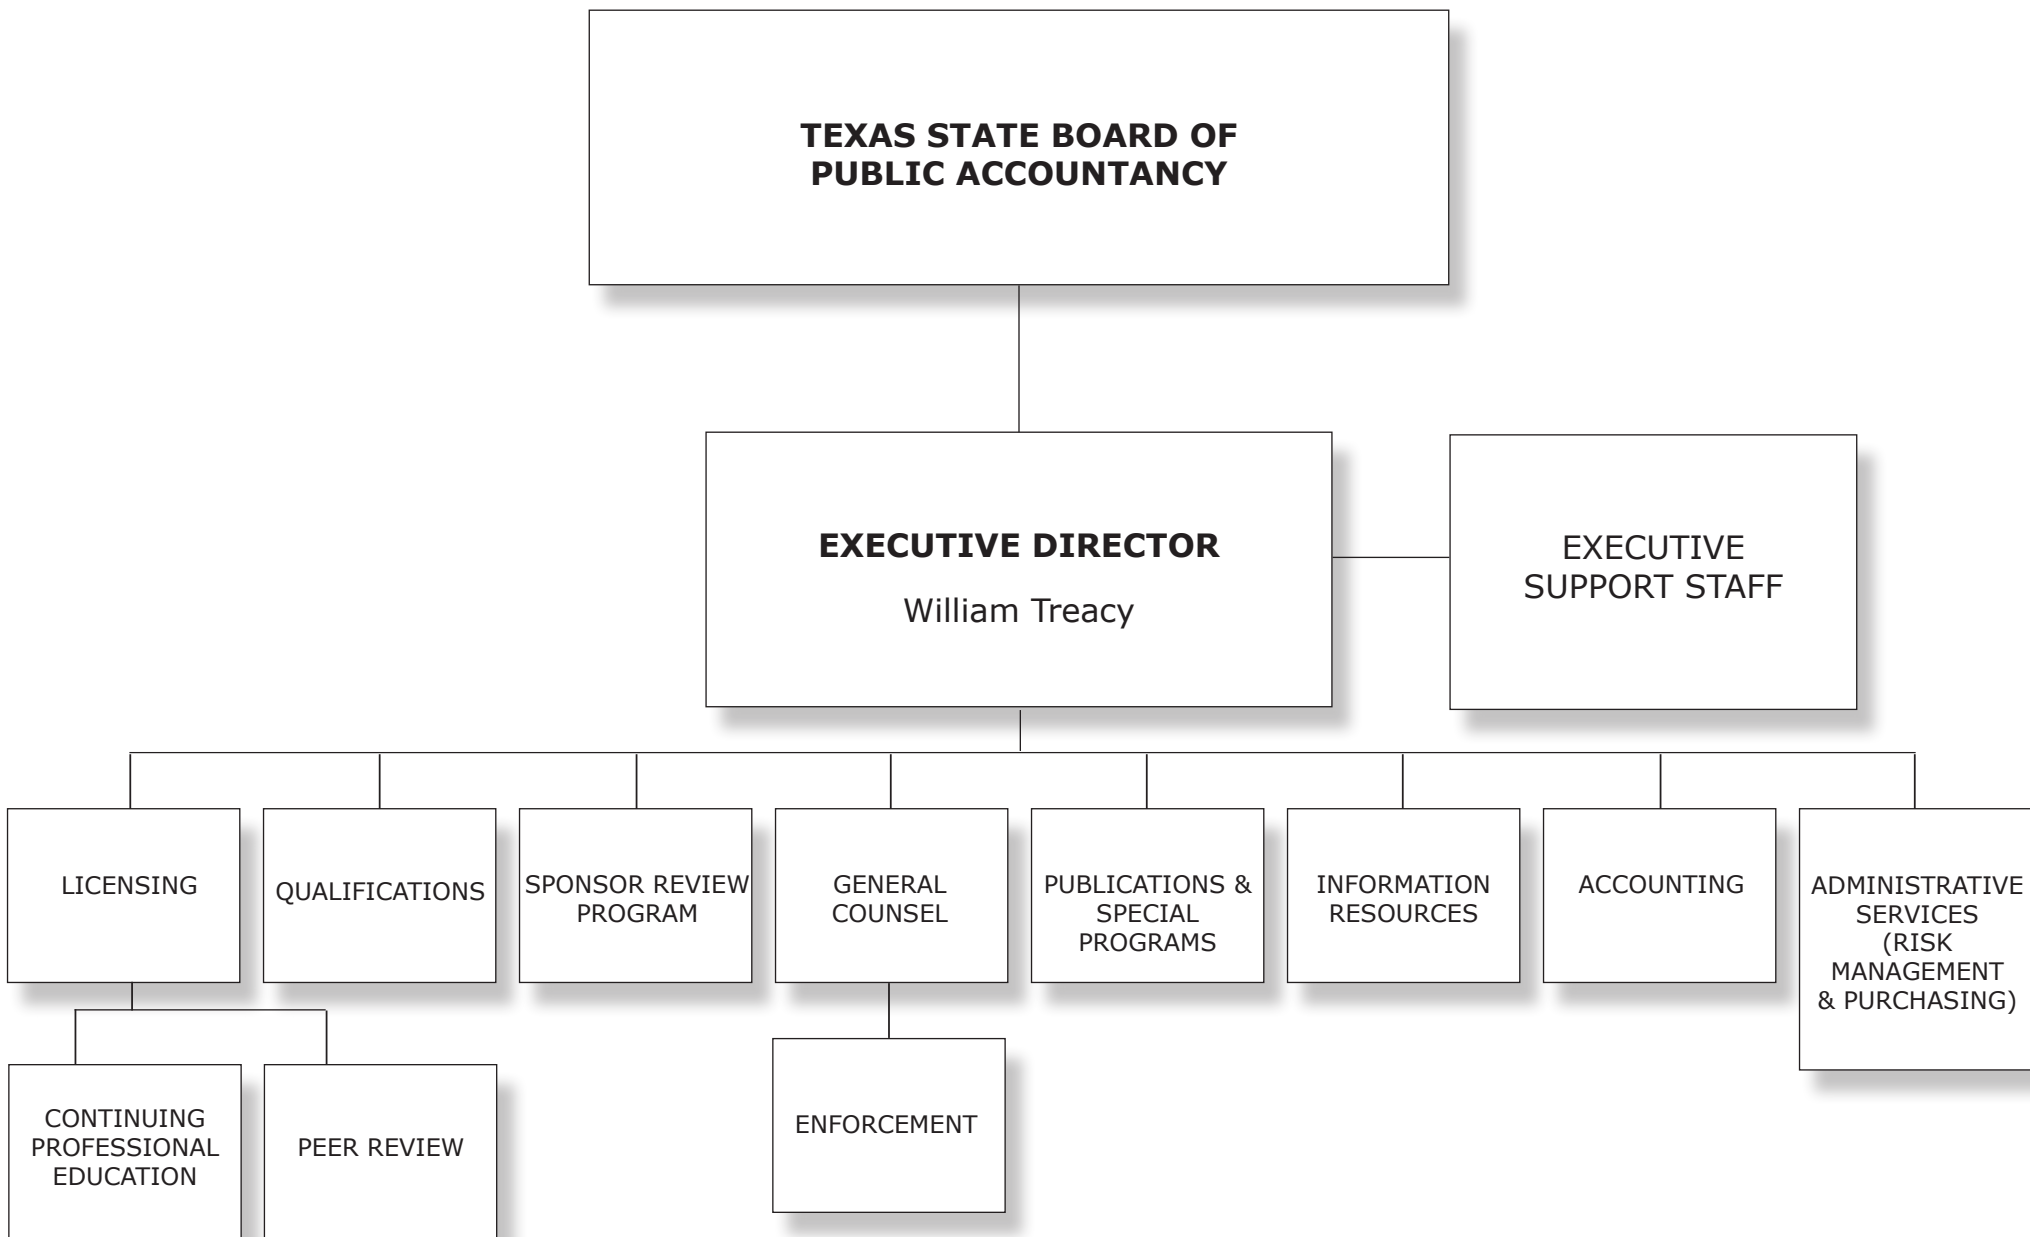 TEXAS STATE BOARD OF
PUBLIC ACCOUNTANCY
EXECUTIVE DIRECTOR
William Treacy
EXECUTIVE
SUPPORT STAFF
LICENSING
QUALIFICATIONS
SPONSOR REVIEW
PROGRAM
GENERAL
COUNSEL
PUBLICATIONS &
SPECIAL
PROGRAMS
INFORMATION
RESOURCES
ACCOUNTING
ADMINISTRATIVE
SERVICES
(RISK
MANAGEMENT
& PURCHASING)
CONTINUING
PROFESSIONAL
EDUCATION
PEER REVIEW
ENFORCEMENT